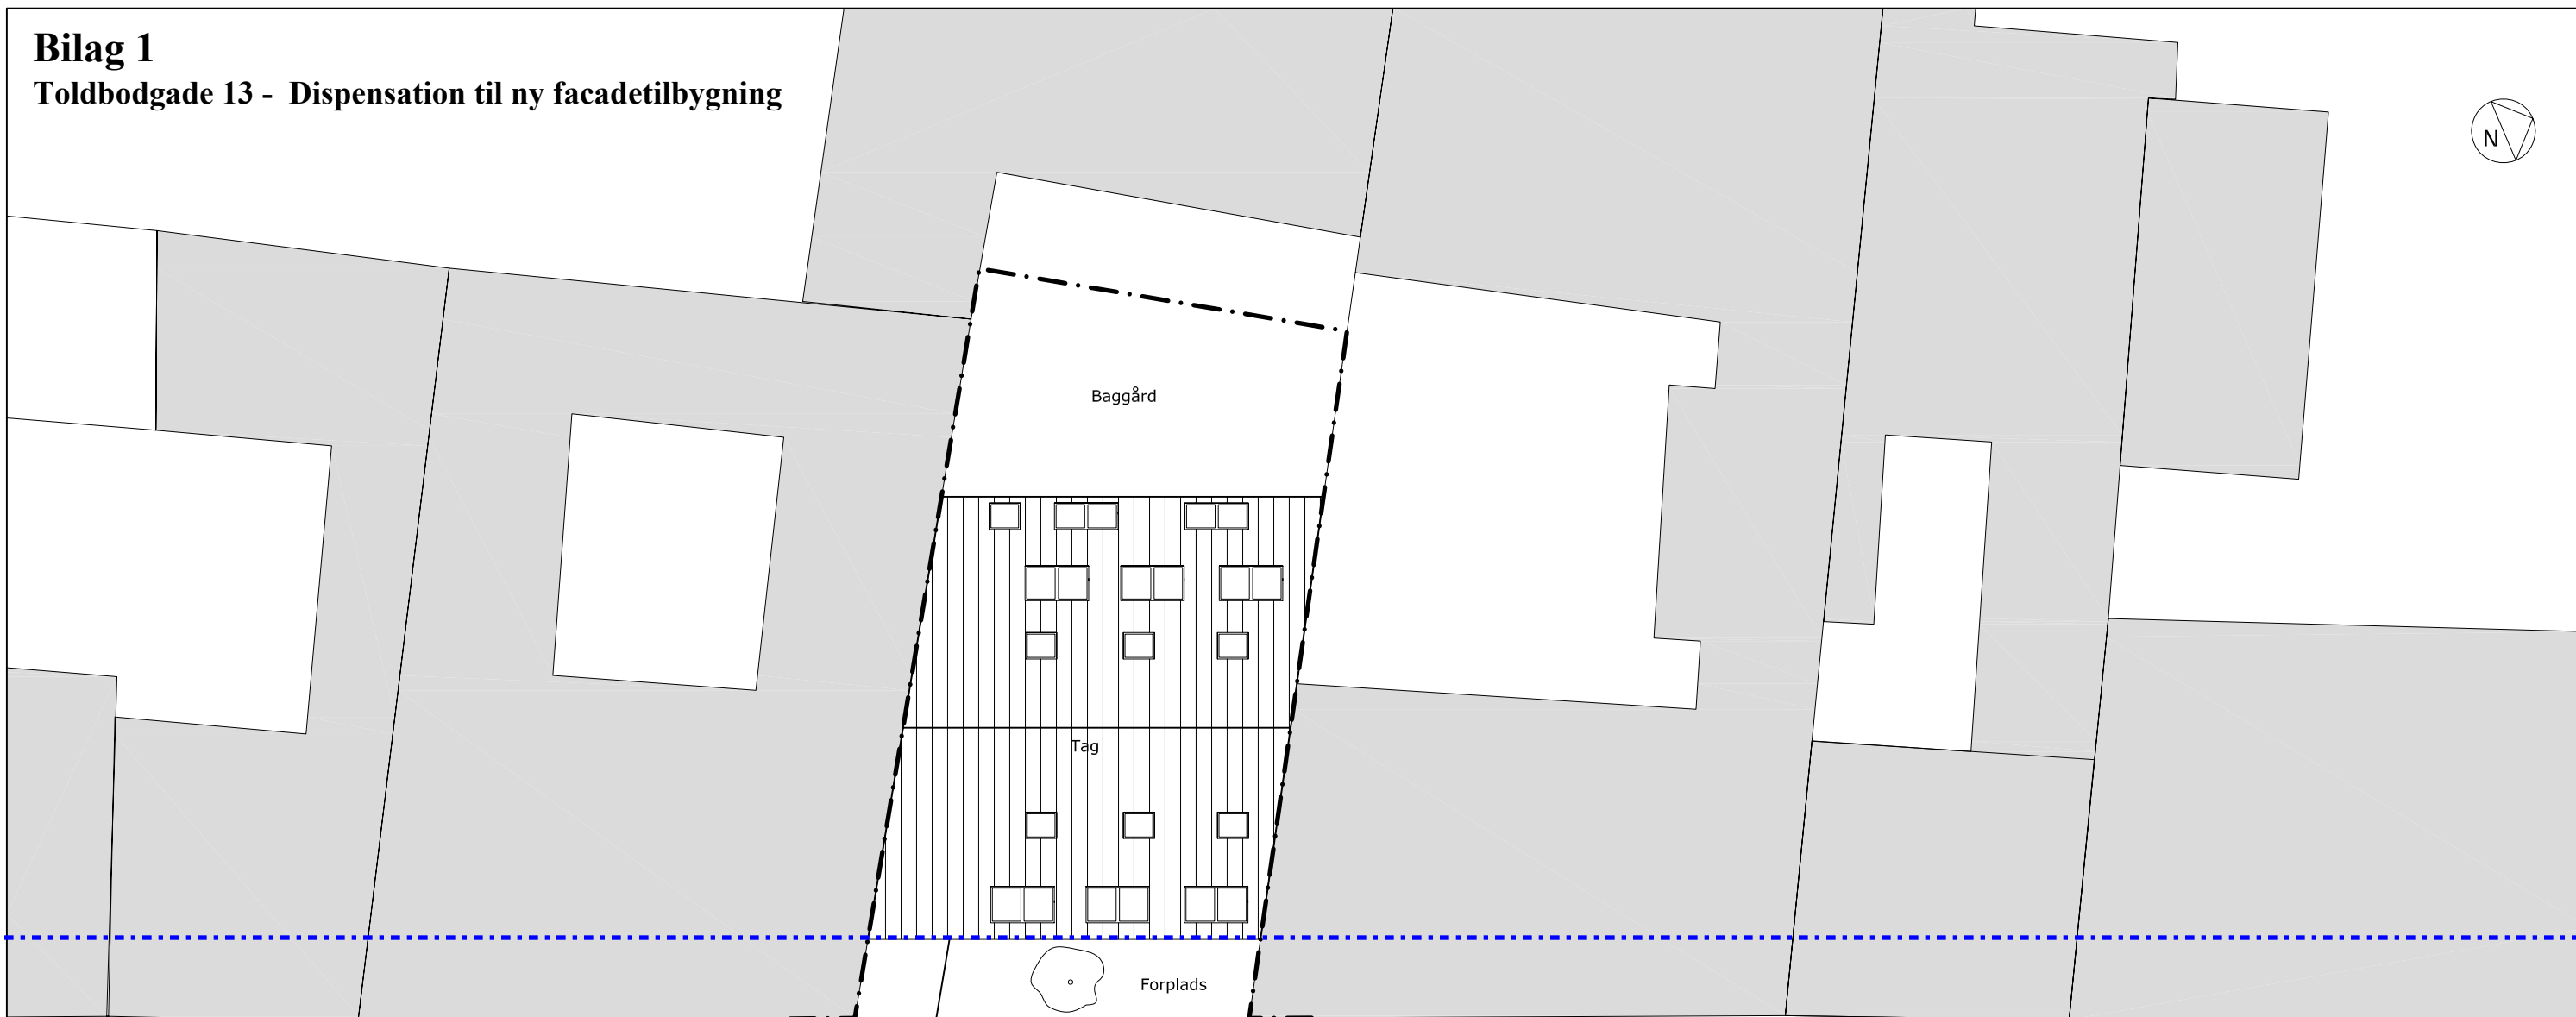 Bilag 1
Toldbodgade 13 - Dispensation til ny facadetilbygning
N
Baggård
Tag
Forplads